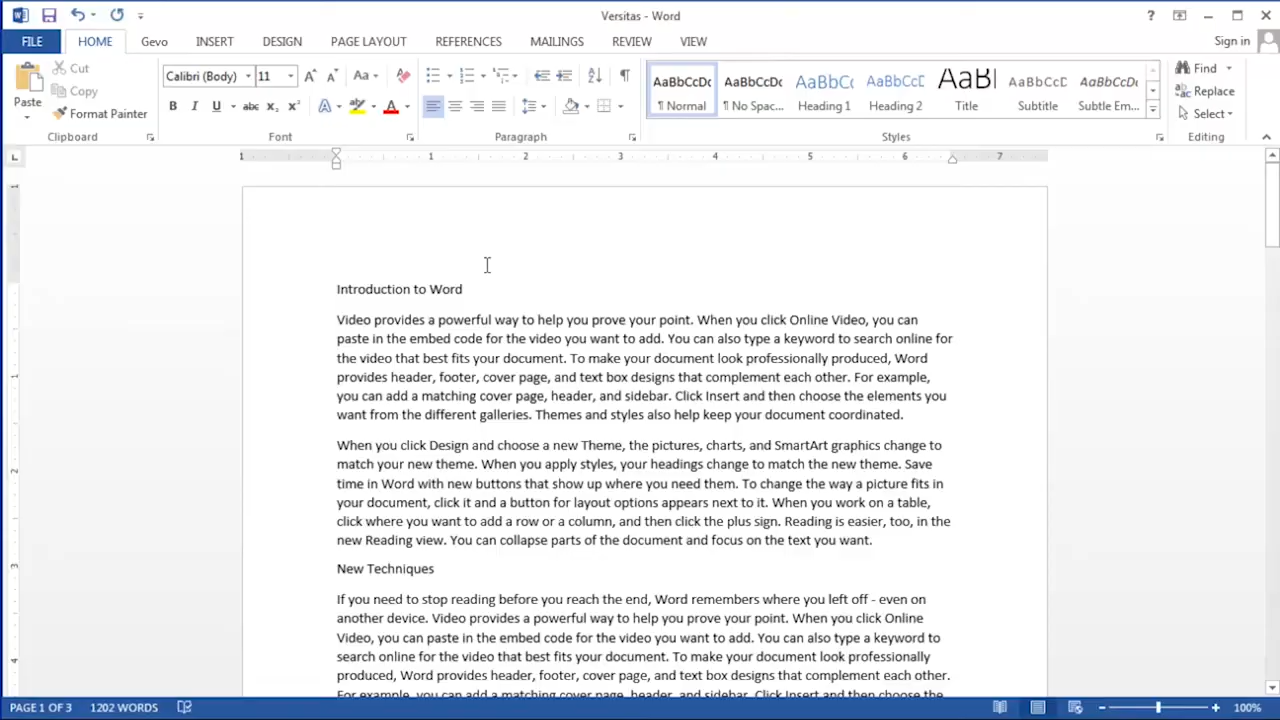 Versitas - Word
FILE HOME Gevo INSERT DESIGN PAGE LAYOUT REFERENCES MAILINGS REVIEW VIEW Sign in
Paste
Cut
Copy
Format Painter
Calibri (Body) 11
AaBbCcDc AaBbCcDc AaBbCc AaBbCcD AaBl AaBbCcD AaBbCcDc
¶ Normal ¶ No Spac... Heading 1 Heading 2 Title Subtitle Subtle Em...
Find
Replace
Select
Clipboard Font Paragraph Styles Editing
1 1 2 3 4 5 6 7
Introduction to Word
Video provides a powerful way to help you prove your point. When you click Online Video, you can
paste in the embed code for the video you want to add. You can also type a keyword to search online for
the video that best fits your document. To make your document look professionally produced, Word
provides header, footer, cover page, and text box designs that complement each other. For example,
you can add a matching cover page, header, and sidebar. Click Insert and then choose the elements you
want from the different galleries. Themes and styles also help keep your document coordinated.
When you click Design and choose a new Theme, the pictures, charts, and SmartArt graphics change to
match your new theme. When you apply styles, your headings change to match the new theme. Save
time in Word with new buttons that show up where you need them. To change the way a picture fits in
your document, click it and a button for layout options appears next to it. When you work on a table,
click where you want to add a row or a column, and then click the plus sign. Reading is easier, too, in the
new Reading view. You can collapse parts of the document and focus on the text you want.
New Techniques
If you need to stop reading before you reach the end, Word remembers where you left off - even on
another device. Video provides a powerful way to help you prove your point. When you click Online
Video, you can paste in the embed code for the video you want to add. You can also type a keyword to
search online for the video that best fits your document. To make your document look professionally
produced, Word provides header, footer, cover page, and text box designs that complement each other.
For example, you can add a matching cover page, header, and sidebar. Click Insert and then choose the
PAGE 1 OF 3 1202 WORDS 100%